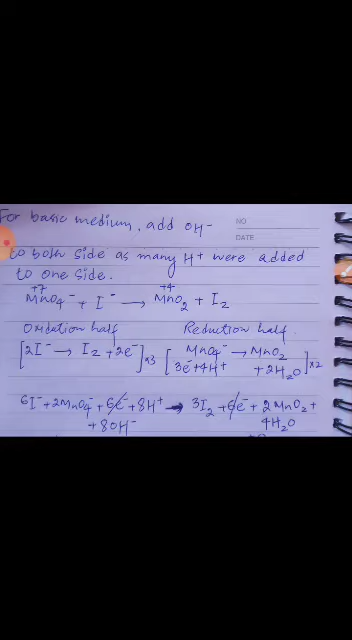 For basic medium, add OH-
NO
DATE
to both side as many H+ were added
to one side.
+7 +4
MnO4- + I- → MnO2 + I2
Oxidation half Reduction half
[2I- → I2 + 2e-]×3 [MnO4- → MnO2
3e- + 4H+ + 2H2O]×2
6I- + 2MnO4- + 6e- + 8H+ → 3I2 + 6e- + 2MnO2 +
+ 8OH- 4H2O